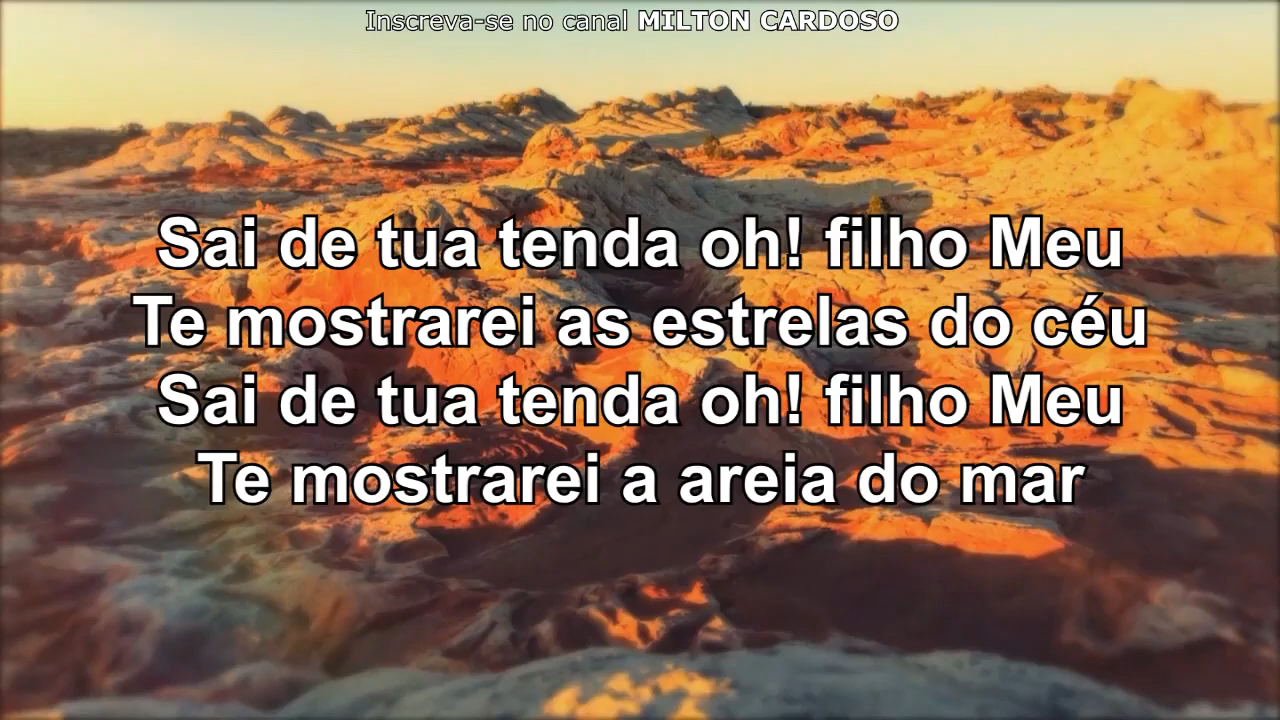 Inscreva-se no canal MILTON CARDOSO
Sai de tua tenda oh! filho Meu
Te mostrarei as estrelas do céu
Sai de tua tenda oh! filho Meu
Te mostrarei a areia do mar